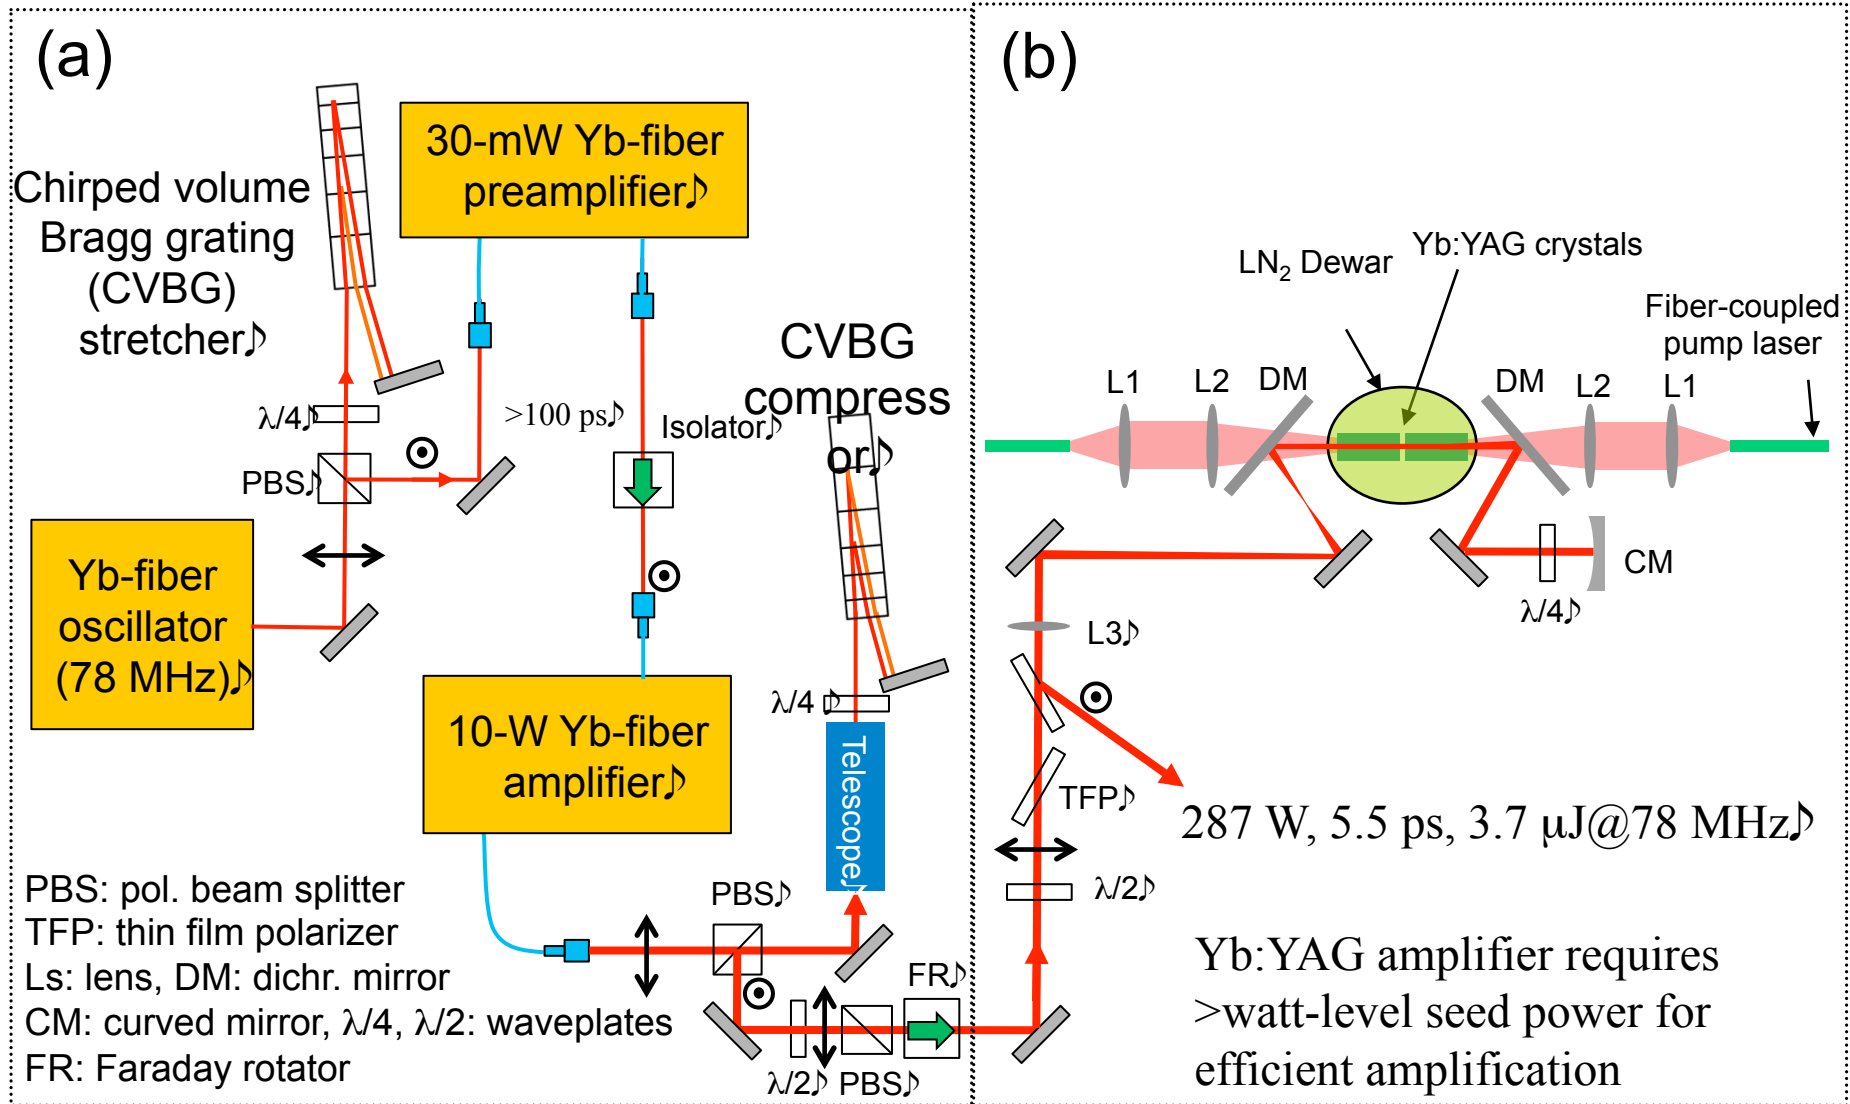 (a)
30-mW Yb-fiber
preamplifier♪
Chirped volume
Bragg grating
(CVBG)
stretcher♪
λ/4♪
>100 ps♪
Isolator♪
PBS♪
CVBG
compress
or♪
Yb-fiber
oscillator
(78 MHz)♪
λ/4 ♪
10-W Yb-fiber
amplifier♪
Telescope♪
PBS♪
FR♪
λ/2♪
PBS♪
PBS: pol. beam splitter
TFP: thin film polarizer
Ls: lens, DM: dichr. mirror
CM: curved mirror, λ/4, λ/2: waveplates
FR: Faraday rotator
(b)
Yb:YAG crystals
LN2 Dewar
Fiber-coupled
pump laser
L1
L2
DM
DM
L2
L1
CM
λ/4♪
L3♪
TFP♪
287 W, 5.5 ps, 3.7 μJ@78 MHz♪
λ/2♪
Yb:YAG amplifier requires
>watt-level seed power for
efficient amplification